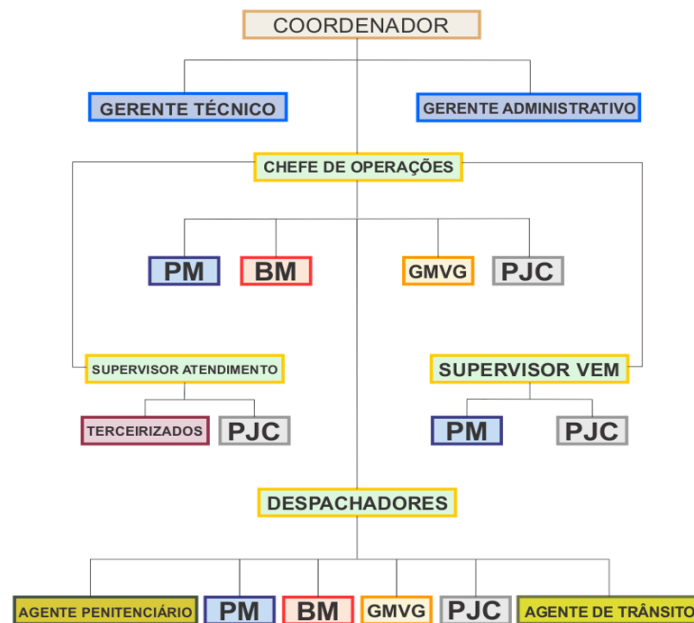 COORDENADOR
GERENTE TÉCNICO
GERENTE ADMINISTRATIVO
CHEFE DE OPERAÇÕES
PM
BM
GMVG
PJC
SUPERVISOR ATENDIMENTO
SUPERVISOR VEM
TERCEIRIZADOS
PJC
PM
PJC
DESPACHADORES
AGENTE PENITENCIÁRIO
PM
BM
GMVG
PJC
AGENTE DE TRÂNSITO